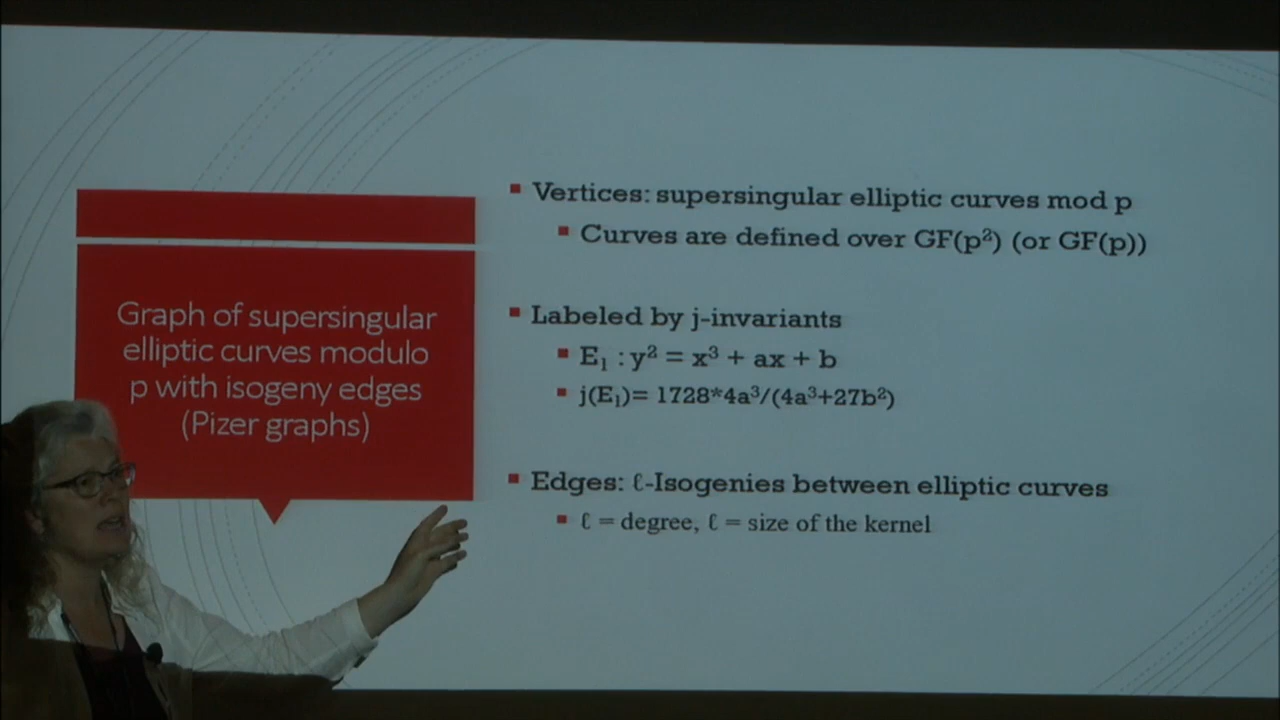 Graph of supersingular
elliptic curves modulo
p with isogeny edges
(Pizer graphs)
Vertices: supersingular elliptic curves mod p
Curves are defined over GF(p²) (or GF(p))
Labeled by j-invariants
E₁ : y² = x³ + ax + b
j(E₁)= 1728*4a³/(4a³+27b²)
Edges: ℓ-Isogenies between elliptic curves
ℓ = degree, ℓ = size of the kernel